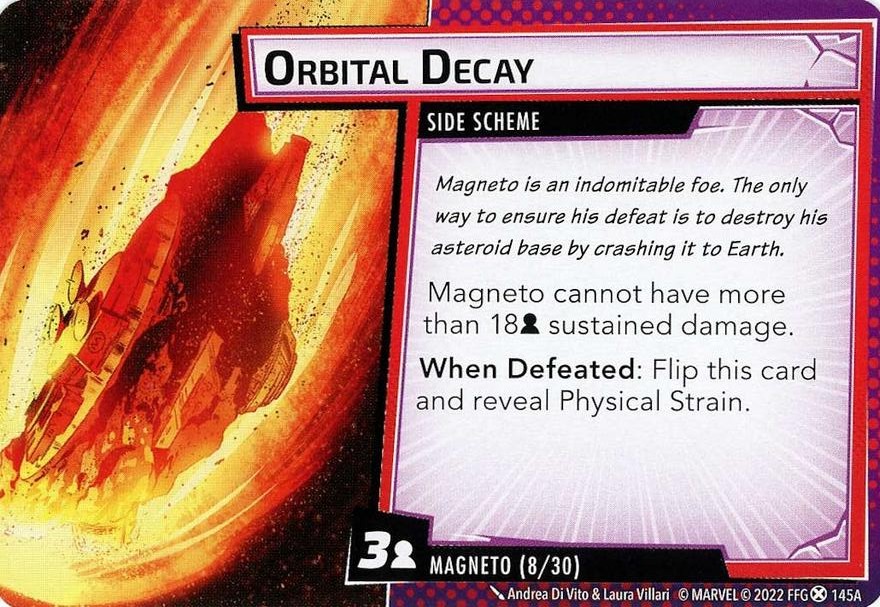 ORBITAL DECAY
SIDE SCHEME
Magneto is an indomitable foe. The only
way to ensure his defeat is to destroy his
asteroid base by crashing it to Earth.
Magneto cannot have more
than 18 sustained damage.
When Defeated: Flip this card
and reveal Physical Strain.
3
MAGNETO (8/30)
Andrea Di Vito & Laura Villari © MARVEL © 2022 FFG 145A